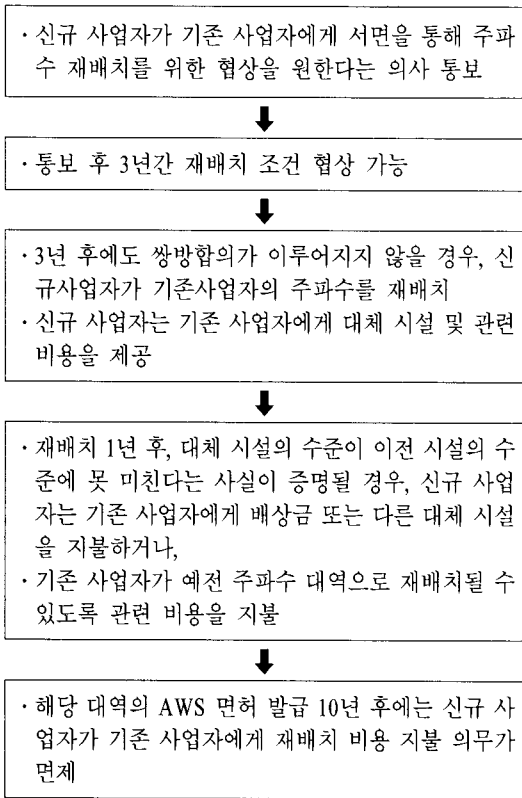 · 신규 사업자가 기존 사업자에게 서면을 통해 주파
수 재배치를 위한 협상을 원한다는 의사 통보
· 통보 후 3년간 재배치 조건 협상 가능
· 3년 후에도 쌍방합의가 이루어지지 않을 경우, 신
규사업자가 기존사업자의 주파수를 재배치
· 신규 사업자는 기존 사업자에게 대체 시설 및 관련
비용을 제공
· 재배치 1년 후, 대체 시설의 수준이 이전 시설의 수
준에 못 미친다는 사실이 증명될 경우, 신규 사업
자는 기존 사업자에게 배상금 또는 다른 대체 시설
을 지불하거나,
· 기존 사업자가 예전 주파수 대역으로 재배치될 수
있도록 관련 비용을 지불
· 해당 대역의 AWS 면허 발급 10년 후에는 신규 사
업자가 기존 사업자에게 재배치 비용 지불 의무가
면제